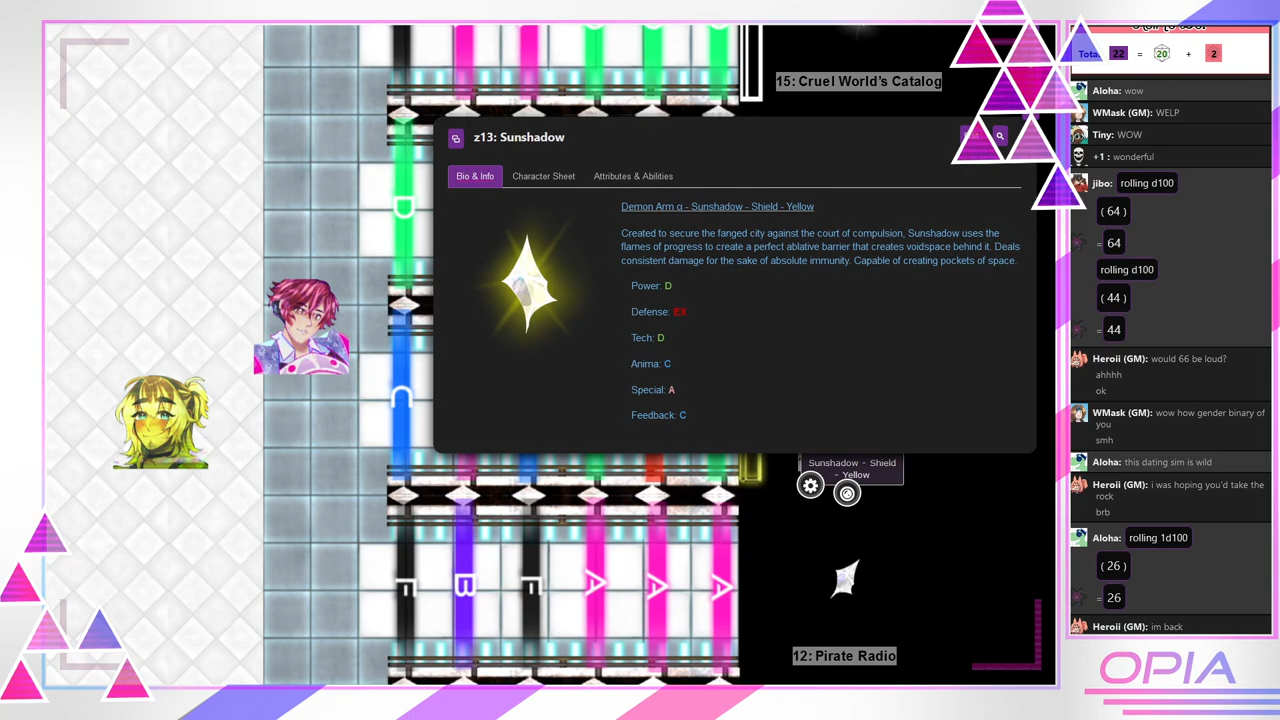 15: Cruel World's Catalog
z13: Sunshadow
Bio & Info
Character Sheet
Attributes & Abilities
Demon Arm α - Sunshadow - Shield - Yellow
Created to secure the fanged city against the court of compulsion, Sunshadow uses the
flames of progress to create a perfect ablative barrier that creates voidspace behind it. Deals
consistent damage for the sake of absolute immunity. Capable of creating pockets of space.
Power: D
Defense: EX
Tech: D
Anima: C
Special: A
Feedback: C
D
C
Sunshadow - Shield
- Yellow
F
B
F
A
A
A
12: Pirate Radio
22 = 20 + 2
Aloha: wow
WMask (GM): WELP
Tiny: WOW
+1 : wonderful
jibo: rolling d100
( 64 )
= 64
rolling d100
( 44 )
= 44
Heroii (GM): would 66 be loud?
ahhhh
ok
WMask (GM): wow how gender binary of
you
smh
Aloha: this dating sim is wild
Heroii (GM): i was hoping you'd take the
rock
brb
Aloha: rolling 1d100
( 26 )
= 26
Heroii (GM): im back
OPIA